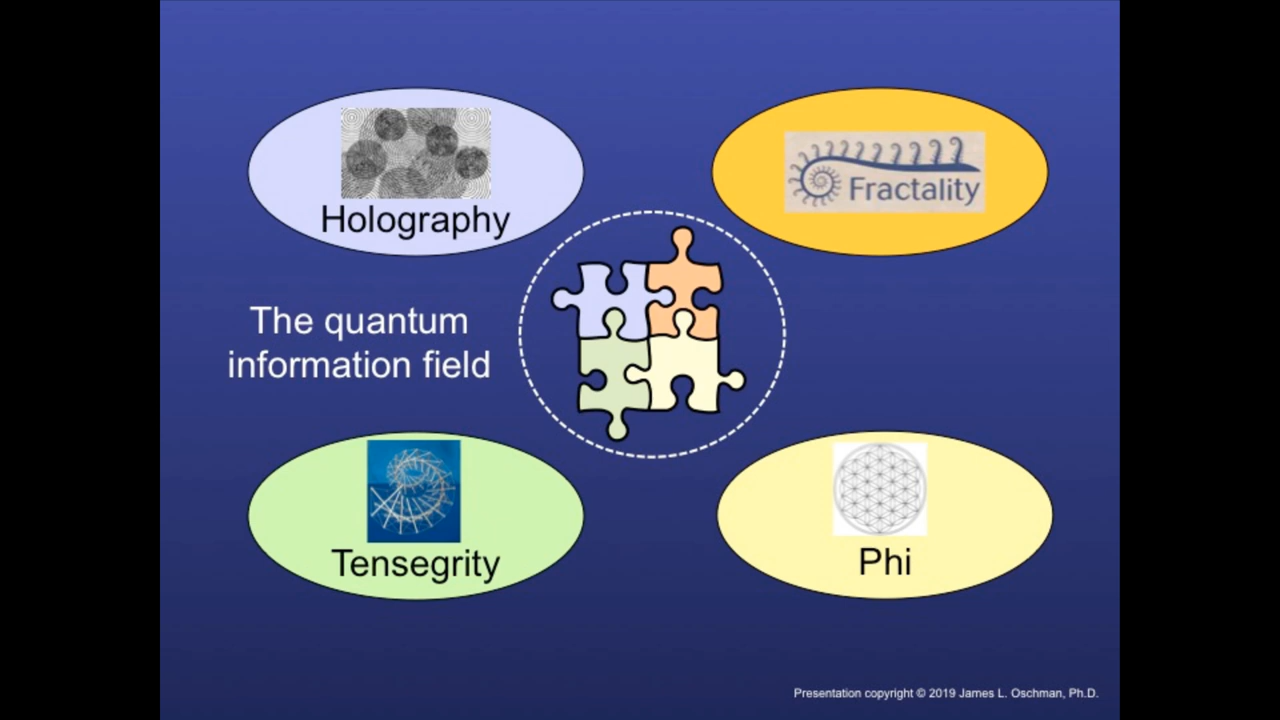 Holography
Fractality
The quantum
information field
Tensegrity
Phi
Presentation copyright © 2019 James L. Oschman, Ph.D.